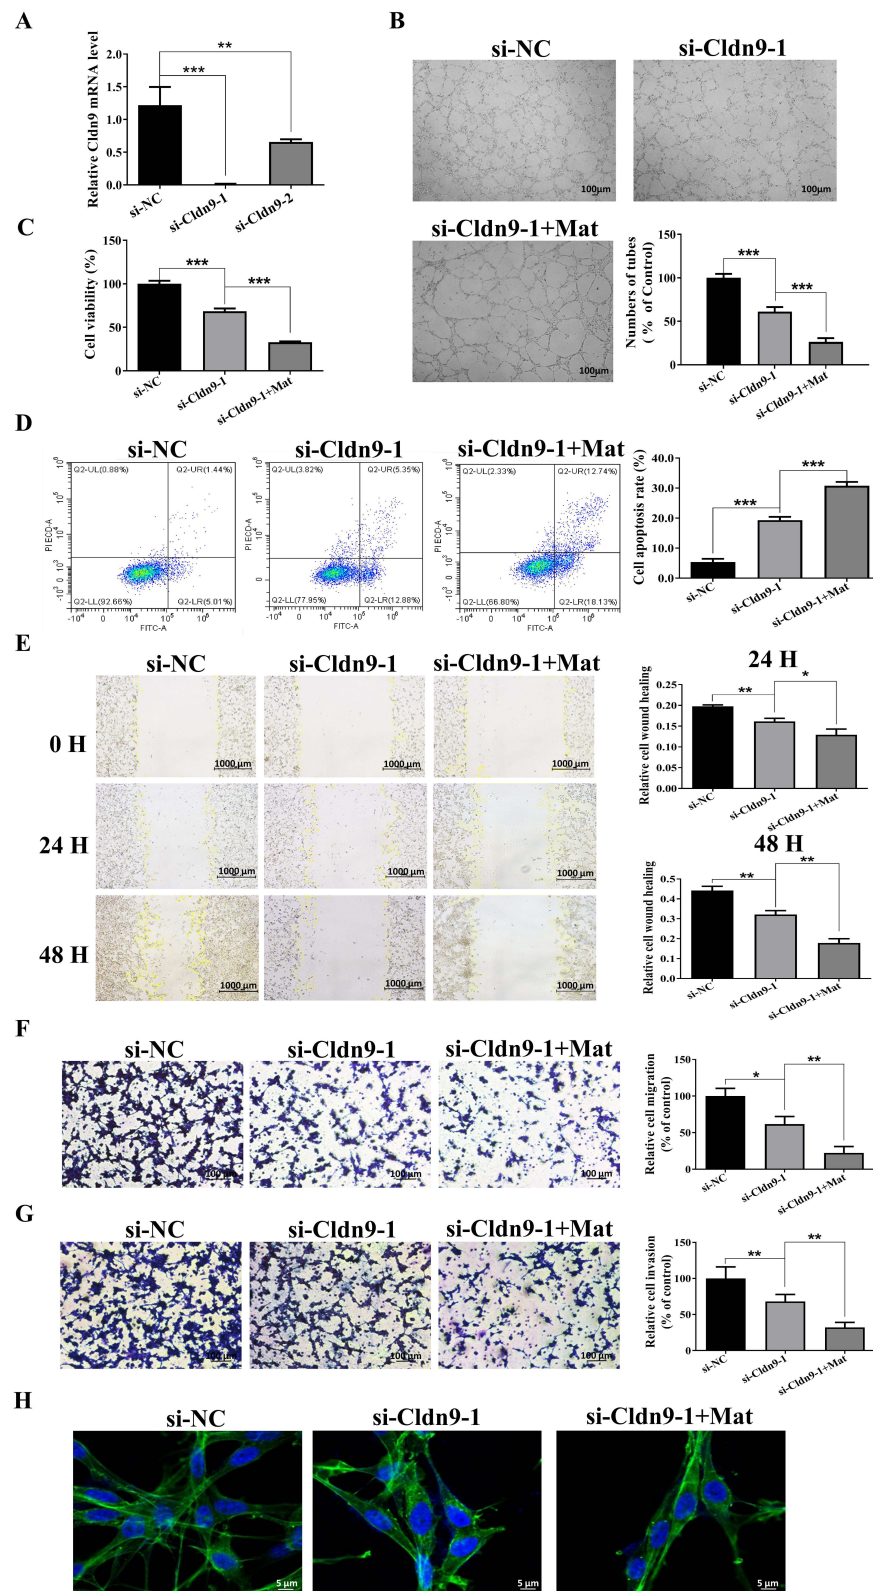 A
Relative Cldn9 mRNA level
2.0
1.5
1.0
0.5
0.0
**
***
si-NC
si-Cldn9-1
si-Cldn9-2
B
si-NC
si-Cldn9-1
100μm
100μm
si-Cldn9-1+Mat
100μm
Numbers of tubes
( % of Control)
150
100
50
0
***
***
si-NC
si-Cldn9-1
si-Cldn9-1+Mat
C
Cell viability (%)
150
100
50
0
***
***
si-NC
si-Cldn9-1
si-Cldn9-1+Mat
D
si-NC
si-Cldn9-1
si-Cldn9-1+Mat
Q2-UL(0.88%)
Q2-UR(1.44%)
Q2-LL(92.66%)
Q2-LR(5.01%)
PI ECD-A
FITC-A
Q2-UL(3.82%)
Q2-UR(5.35%)
Q2-LL(77.95%)
Q2-LR(12.88%)
PI ECD-A
FITC-A
Q2-UL(2.33%)
Q2-UR(12.74%)
Q2-LL(66.80%)
Q2-LR(18.13%)
PI ECD-A
FITC-A
Cell apoptosis rate (%)
40.0
30.0
20.0
10.0
0.0
***
***
si-NC
si-Cldn9-1
si-Cldn9-1+Mat
E
si-NC
si-Cldn9-1
si-Cldn9-1+Mat
0 H
1000 μm
1000 μm
1000 μm
24 H
1000 μm
1000 μm
1000 μm
48 H
1000 μm
1000 μm
1000 μm
24 H
Relative cell wound healing
0.25
0.20
0.15
0.10
0.05
0.00
**
*
si-NC
si-Cldn9-1
si-Cldn9-1+Mat
48 H
Relative cell wound healing
0.5
0.4
0.3
0.2
0.1
0.0
**
**
si-NC
si-Cldn9-1
si-Cldn9-1+Mat
F
si-NC
si-Cldn9-1
si-Cldn9-1+Mat
100 μm
100 μm
100 μm
Relative cell migration
(% of control)
150
100
50
0
*
**
si-NC
si-Cldn9-1
si-Cldn9-1+Mat
G
si-NC
si-Cldn9-1
si-Cldn9-1+Mat
100 μm
100 μm
100 μm
Relative cell invasion
(% of control)
150
100
50
0
**
**
si-NC
si-Cldn9-1
si-Cldn9-1+Mat
H
si-NC
si-Cldn9-1
si-Cldn9-1+Mat
5 μm
5 μm
5 μm